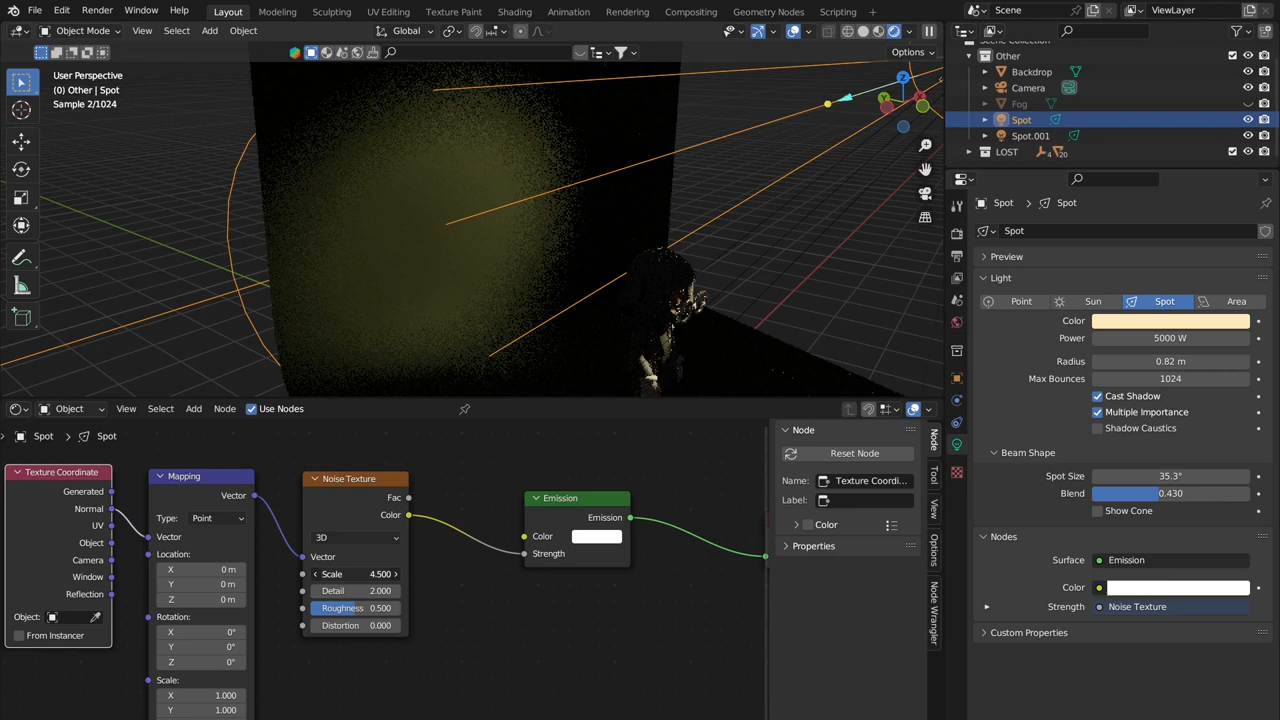 File Edit Render Window Help Layout Modeling Sculpting UV Editing Texture Paint Shading Animation Rendering Compositing Geometry Nodes Scripting + Scene ViewLayer
Object Mode View Select Add Object Global
Options
User Perspective
(0) Other | Spot
Sample 2/1024
Z
Y
X
Scene Collection
Other
Backdrop
Camera
Fog
Spot
Spot.001
LOST 4 20
Spot Spot
Spot
Preview
Light
Point Sun Spot Area
Color
Power 5000 W
Radius 0.82 m
Max Bounces 1024
Cast Shadow
Multiple Importance
Shadow Caustics
Beam Shape
Spot Size 35.3°
Blend 0.430
Show Cone
Nodes
Surface Emission
Color
Strength Noise Texture
Custom Properties
Object View Select Add Node Use Nodes
Spot Spot
Texture Coordinate
Generated
Normal
UV
Object
Camera
Window
Reflection
Object:
From Instancer
Mapping
Vector
Type: Point
Vector
Location:
X 0 m
Y 0 m
Z 0 m
Rotation:
X 0°
Y 0°
Z 0°
Scale:
X 1.000
Y 1.000
Noise Texture
Fac
Color
3D
Vector
Scale 4.500
Detail 2.000
Roughness 0.500
Distortion 0.000
Emission
Emission
Color
Strength
Node
Reset Node
Name: Texture Coordi...
Label:
Color
Properties
Node
Tool
View
Options
Node Wrangler